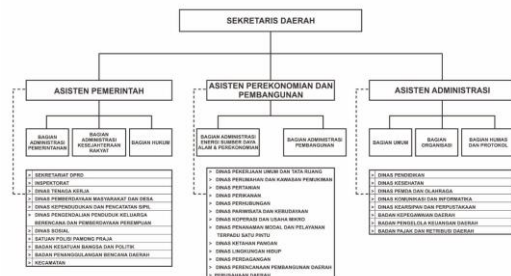 SEKRETARIS DAERAH
ASISTEN PEMERINTAH
ASISTEN PEREKONOMIAN DAN
PEMBANGUNAN
ASISTEN ADMINISTRASI
BAGIAN
ADMINISTRASI
PEMERINTAHAN
BAGIAN
ADMINISTRASI
KESEJAHTERAAN
RAKYAT
BAGIAN HUKUM
BAGIAN ADMINISTRASI
ENERGI SUMBER DAYA
ALAM & PEREKONOMIAN
BAGIAN ADMINISTRASI
PEMBANGUNAN
BAGIAN UMUM
BAGIAN
ORGANISASI
BAGIAN HUMAS
DAN PROTOKOL
> SEKRETARIAT DPRD
> INSPEKTORAT
> DINAS TENAGA KERJA
> DINAS PEMBERDAYAAN MASYARAKAT DAN DESA
> DINAS KEPENDUDUKAN DAN PENCATATAN SIPIL
> DINAS PENGENDALIAN PENDUDUK KELUARGA
BERENCANA DAN PEMBERDAYAAN PEREMPUAN
> DINAS SOSIAL
> SATUAN POLISI PAMONG PRAJA
> BADAN KESATUAN BANGSA DAN POLITIK
> BADAN PENANGGULANGAN BENCANA DAERAH
> KECAMATAN
> DINAS PEKERJAAN UMUM DAN TATA RUANG
> DINAS PERUMAHAN DAN KAWASAN PEMUKIMAN
> DINAS PERTANIAN
> DINAS PERIKANAN
> DINAS PERHUBUNGAN
> DINAS PARIWISATA DAN KEBUDAYAAN
> DINAS KOPERASI DAN USAHA MIKRO
> DINAS PENANAMAN MODAL DAN PELAYANAN
TERPADU SATU PINTU
> DINAS KETAHAN PANGAN
> DINAS LINGKUNGAN HIDUP
> DINAS PERDAGANGAN
> DINAS PERENCANAAN PEMBANGUNAN DAERAH
PERUSAHAAN DAERAH
> DINAS PENDIDIKAN
> DINAS KESEHATAN
> DINAS PEMUDA DAN OLAHRAGA
> DINAS KOMUNIKASI DAN INFORMATIKA
> DINAS KEARSIPAN DAN PERPUSTAKAAN
> BADAN KEPEGAWAIAN DAERAH
> BADAN PENGELOLA KEUANGAN DAERAH
> BADAN PAJAK DAN RETRIBUSI DAERAH